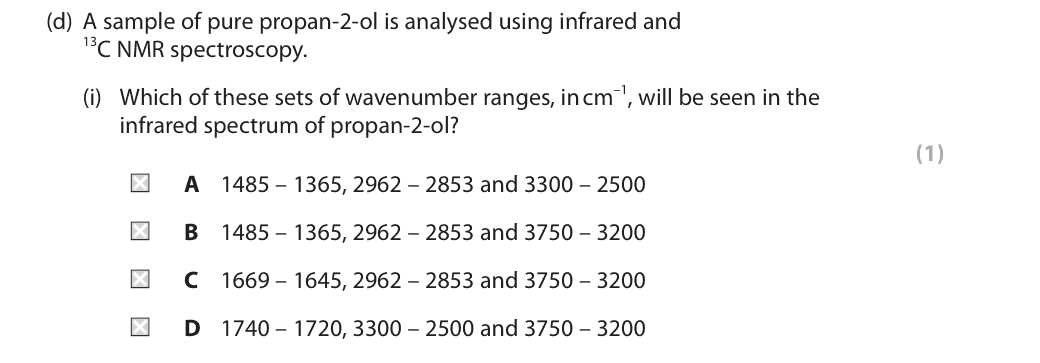 (d) A sample of pure propan-2-ol is analysed using infrared and
¹³C NMR spectroscopy.
(i) Which of these sets of wavenumber ranges, in cm⁻¹, will be seen in the
infrared spectrum of propan-2-ol?
(1)
A 1485 – 1365, 2962 – 2853 and 3300 – 2500
B 1485 – 1365, 2962 – 2853 and 3750 – 3200
C 1669 – 1645, 2962 – 2853 and 3750 – 3200
D 1740 – 1720, 3300 – 2500 and 3750 – 3200